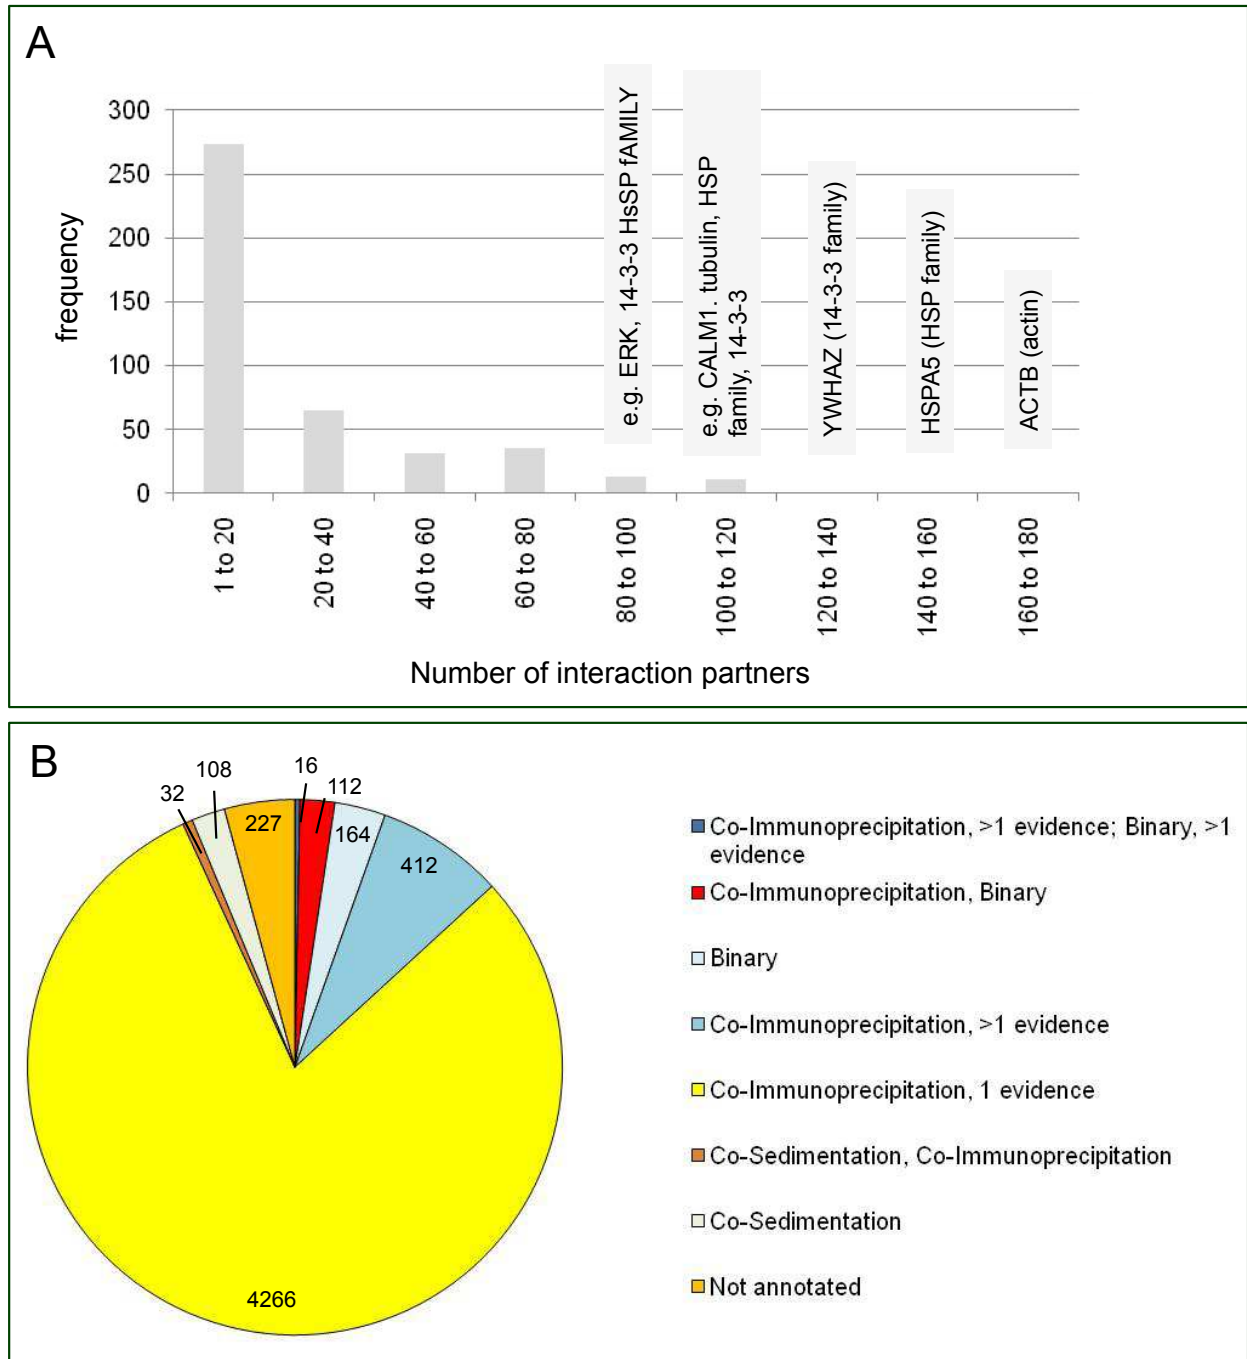 A
300
250
200
150
100
50
0
frequency
e.g. ERK, 14-3-3 HsSP fAMILY
e.g. CALM1. tubulin, HSP
family, 14-3-3
YWHAZ (14-3-3 family)
HSPA5 (HSP family)
ACTB (actin)
1 to 20
20 to 40
40 to 60
60 to 80
80 to 100
100 to 120
120 to 140
140 to 160
160 to 180
Number of interaction partners
B
32
108
227
16
112
164
412
4266
Co-Immunoprecipitation, >1 evidence; Binary, >1
evidence
Co-Immunoprecipitation, Binary
Binary
Co-Immunoprecipitation, >1 evidence
Co-Immunoprecipitation, 1 evidence
Co-Sedimentation, Co-Immunoprecipitation
Co-Sedimentation
Not annotated